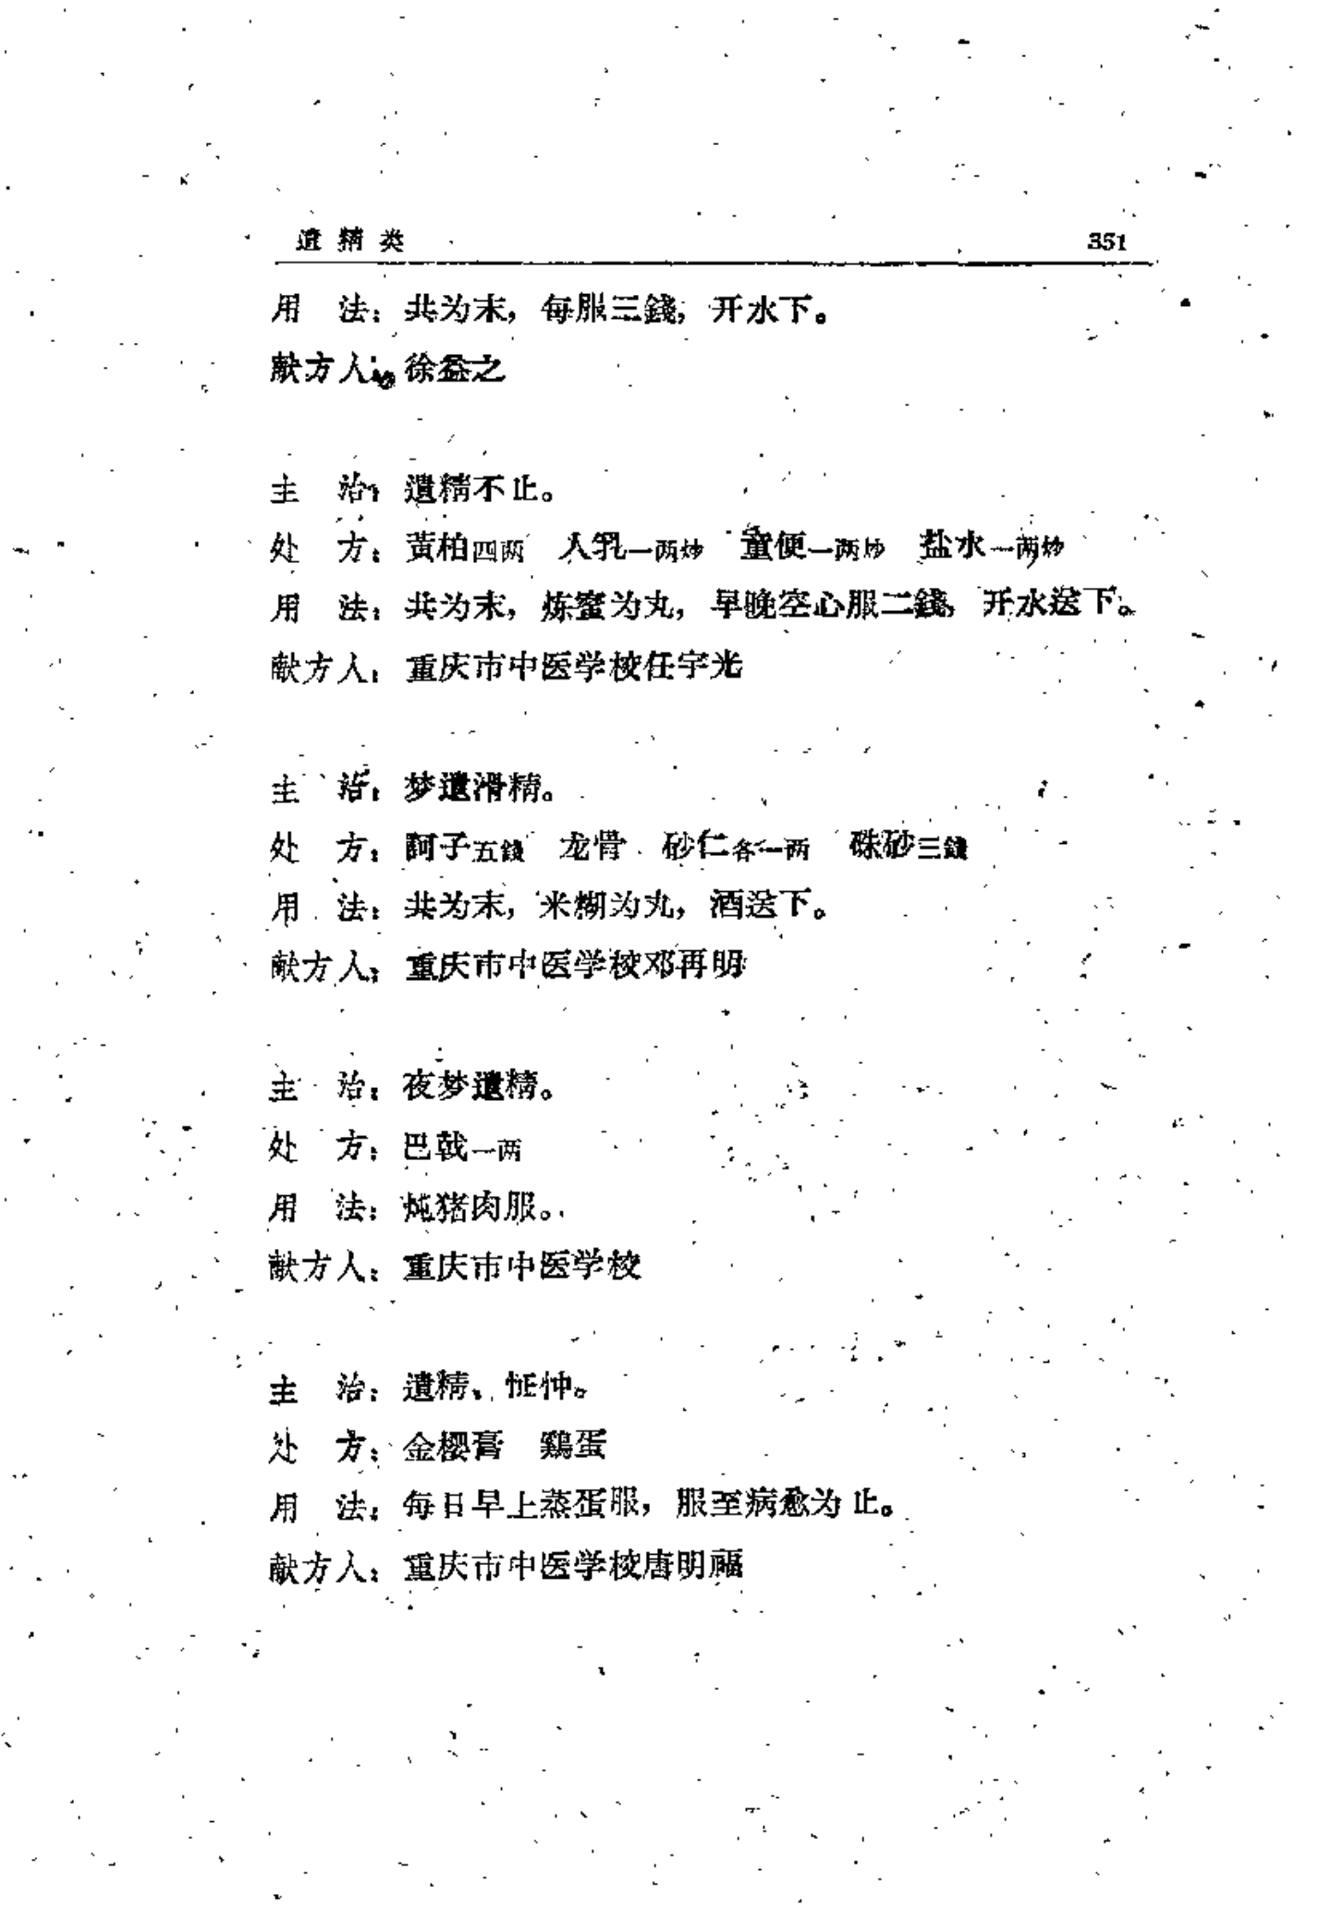 遺精类 351
用 法：共为末，每服三錢，开水下。
献方人：徐益之
主 治：遺精不止。
处 方：黄柏四两 人乳一两炒 童便一两炒 盐水一两炒
用 法：共为末，炼蜜为丸，早晚空心服二錢，开水送下。
献方人：重庆市中医学校任宇光
主 治：梦遺滑精。
处 方：訶子五錢 龙骨 砂仁各一两 硃砂三錢
用 法：共为末，米糊为丸，酒送下。
献方人：重庆市中医学校邓再明
主 治：夜梦遺精。
处 方：巴戟一两
用 法：炖猪肉服。
献方人：重庆市中医学校
主 治：遺精、怔忡。
处 方：金樱膏 鷄蛋
用 法：每日早上蒸蛋服，服至病愈为止。
献方人：重庆市中医学校唐明福